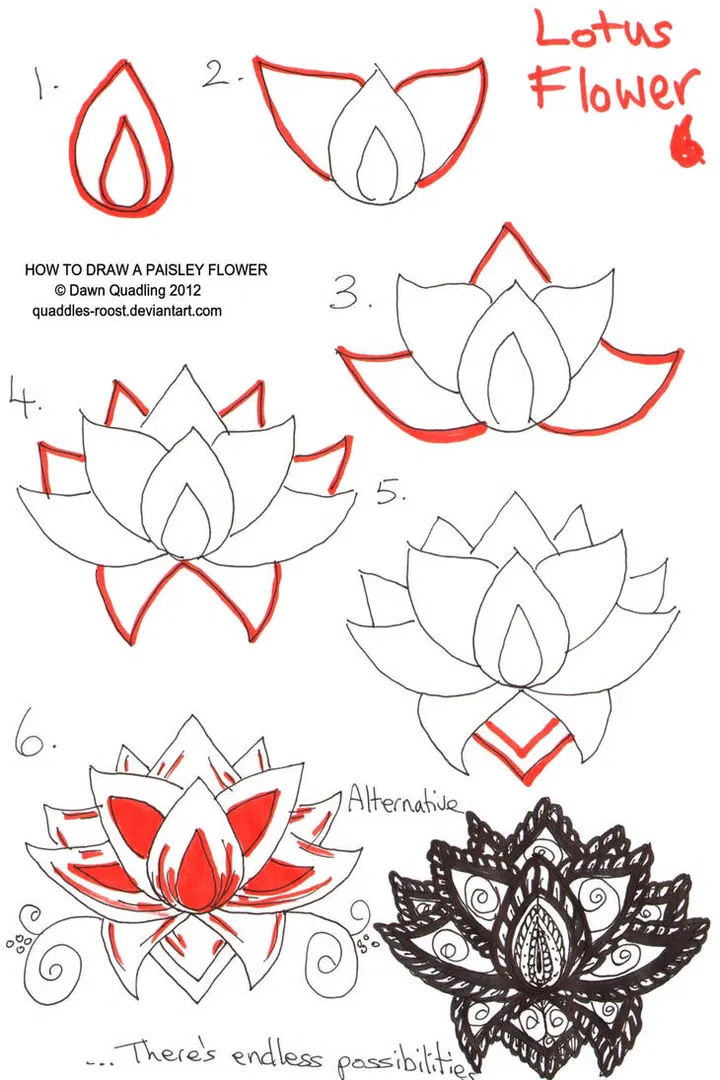 Lotus
Flower
6.
1.
2.
HOW TO DRAW A PAISLEY FLOWER
© Dawn Quadling 2012
quaddles-roost.deviantart.com
3.
4.
5.
6.
Alternative
... There's endless possibilities